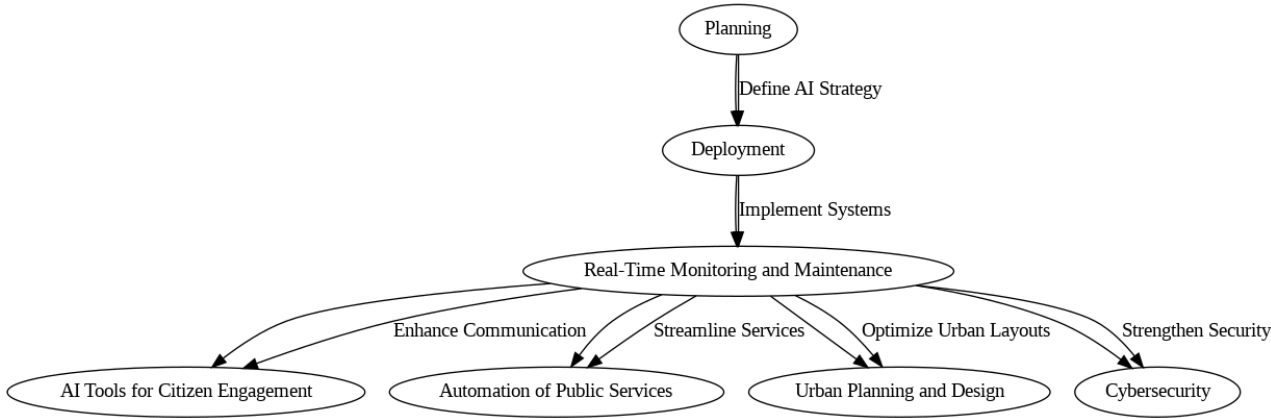 Planning
Define AI Strategy
Deployment
Implement Systems
Real-Time Monitoring and Maintenance
Enhance Communication
Streamline Services
Optimize Urban Layouts
Strengthen Security
AI Tools for Citizen Engagement
Automation of Public Services
Urban Planning and Design
Cybersecurity